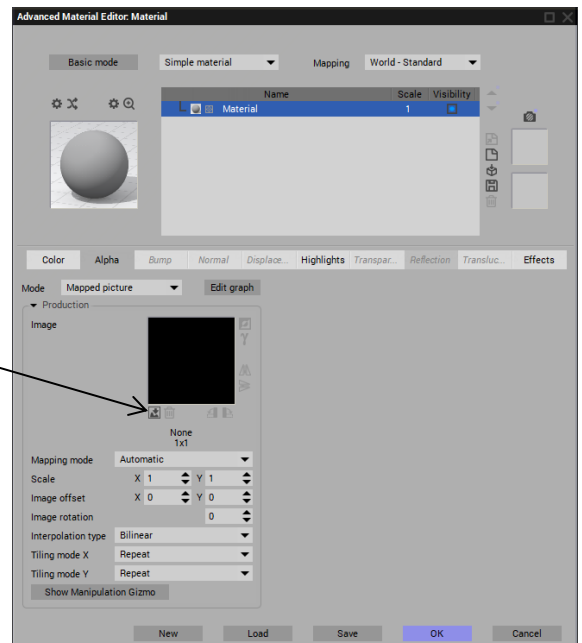 Advanced Material Editor: Material
Basic mode Simple material Mapping World - Standard
Name Scale Visibility
Material 1
Color Alpha Bump Normal Displace... Highlights Transpar... Reflection Transluc... Effects
Mode Mapped picture Edit graph
Production
Image
None
1x1
Mapping mode Automatic
Scale X 1 Y 1
Image offset X 0 Y 0
Image rotation 0
Interpolation type Bilinear
Tiling mode X Repeat
Tiling mode Y Repeat
Show Manipulation Gizmo
New Load Save OK Cancel